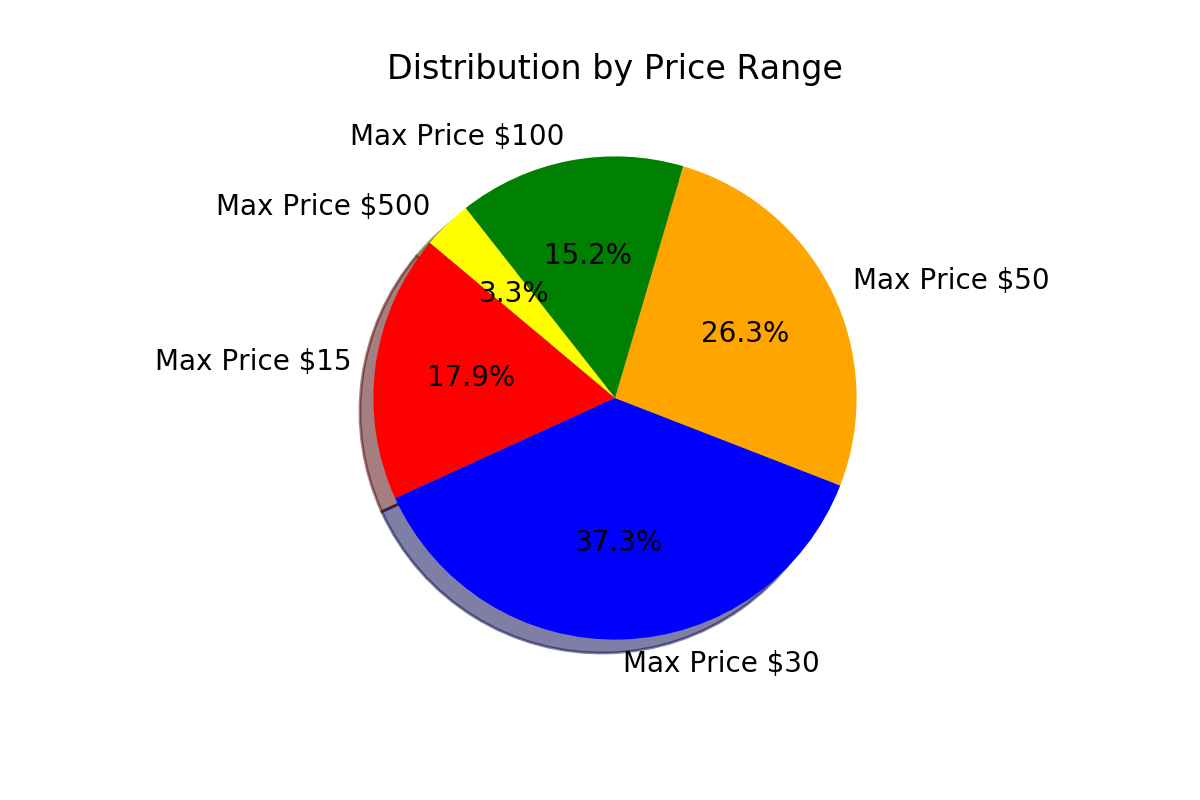 Distribution by Price Range
Max Price $100
Max Price $500
15.2%
Max Price $50
3.3%
26.3%
Max Price $15
17.9%
37.3%
Max Price $30